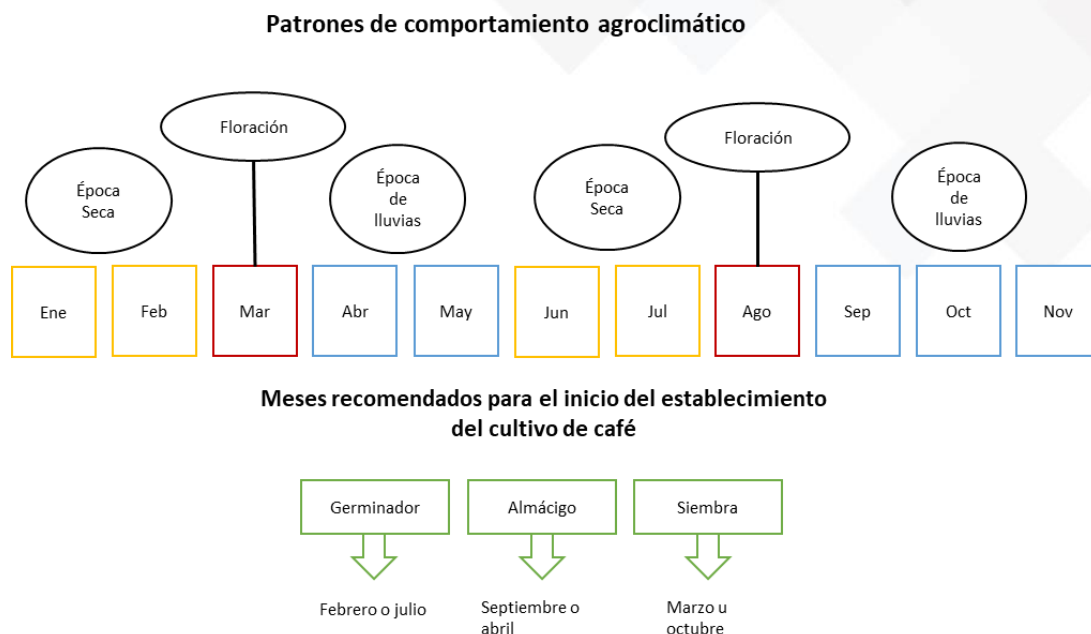 Patrones de comportamiento agroclimático
Floración
Floración
Época
Seca
Época
de
lluvias
Época
Seca
Época
de
lluvias
Ene
Feb
Mar
Abr
May
Jun
Jul
Ago
Sep
Oct
Nov
Meses recomendados para el inicio del establecimiento
del cultivo de café
Germinador
Almácigo
Siembra
Febrero o julio
Septiembre o
abril
Marzo u
octubre